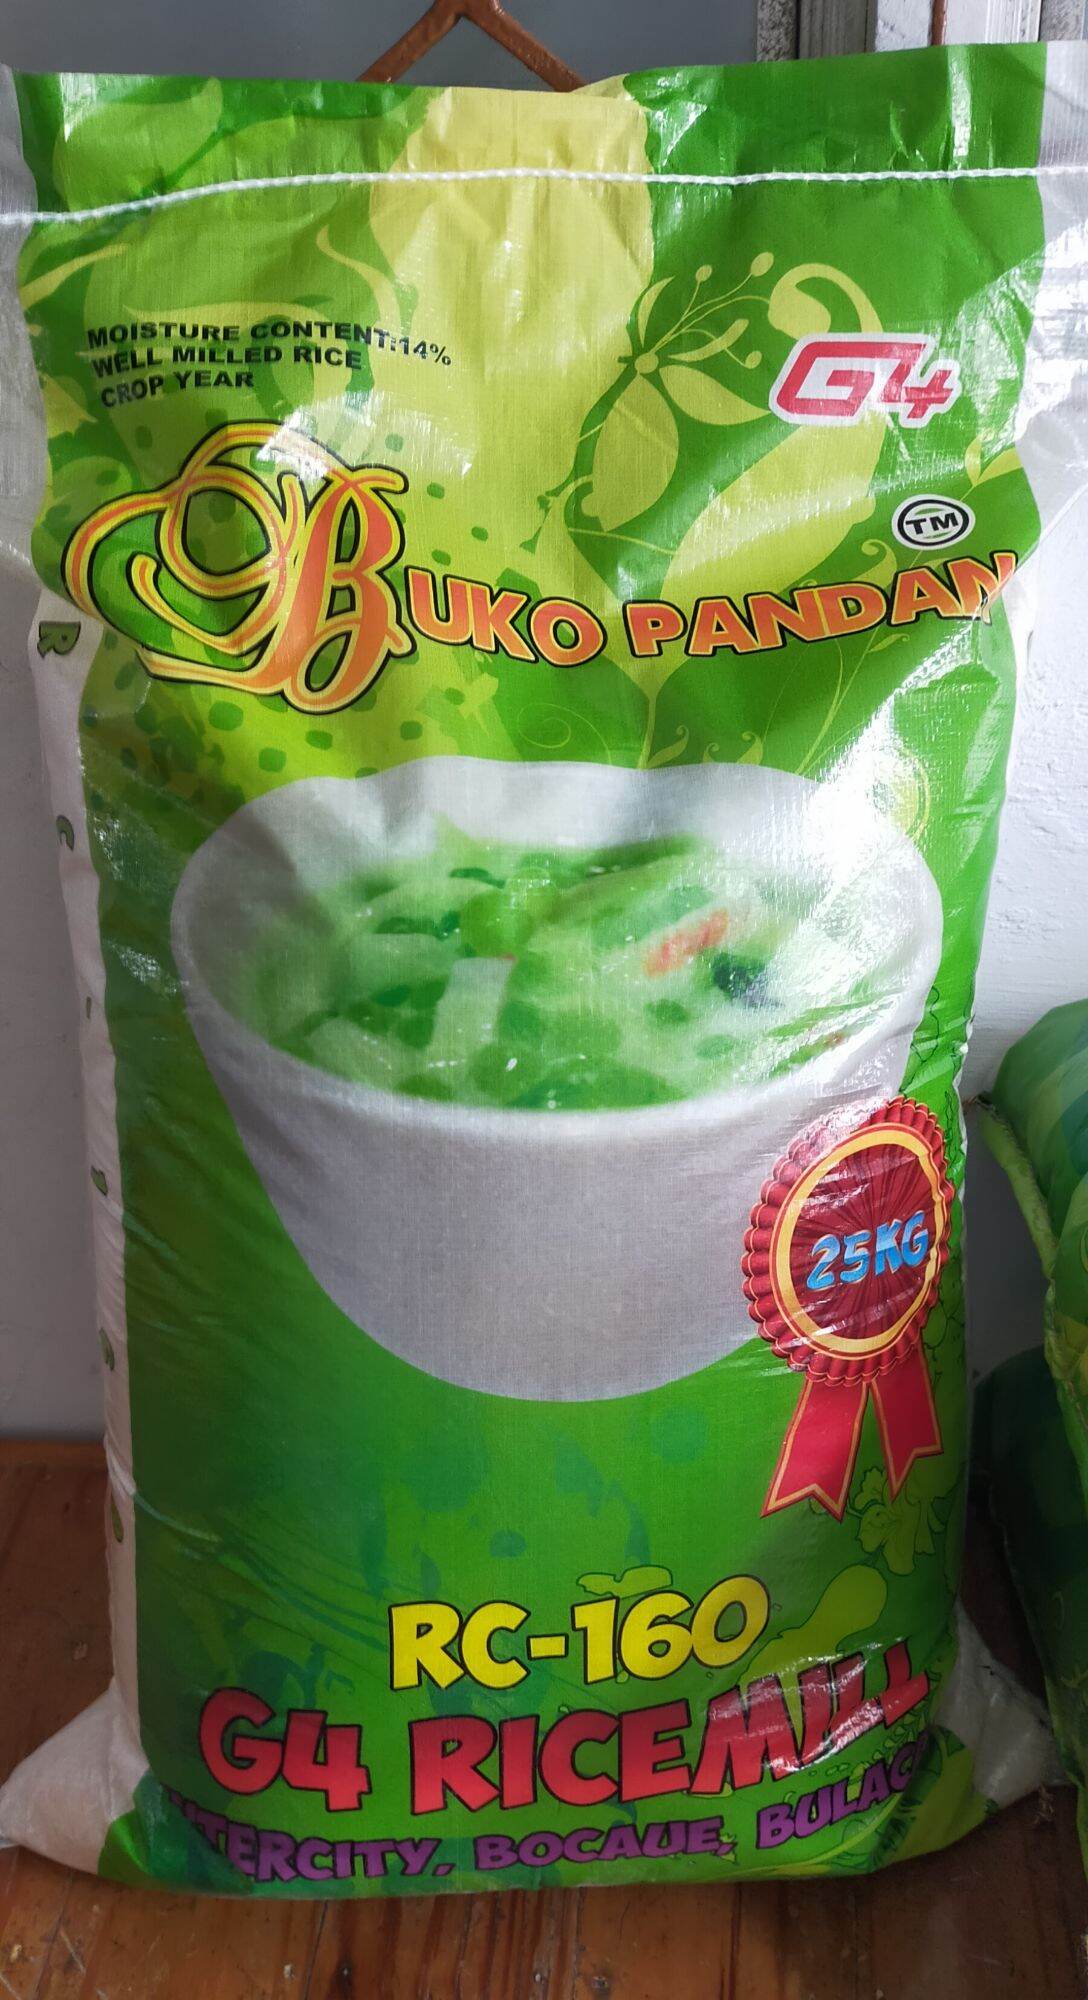 MOISTURE CONTENT:14%
WELL MILLED RICE
CROP YEAR
G4
TM
BUKO PANDAN
25KG
RC-160
G4 RICEMILL
BOCAUE,